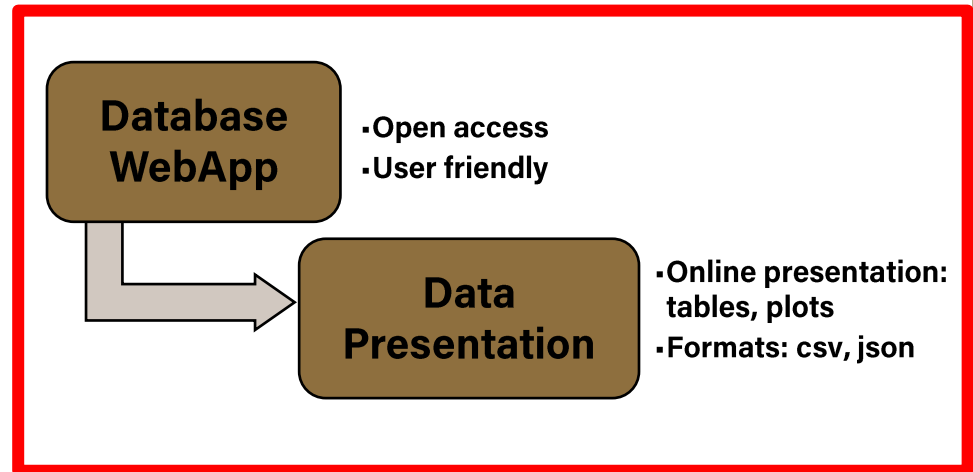 Database
WebApp
▪Open access
▪User friendly
Data
Presentation
▪Online presentation:
tables, plots
▪Formats: csv, json